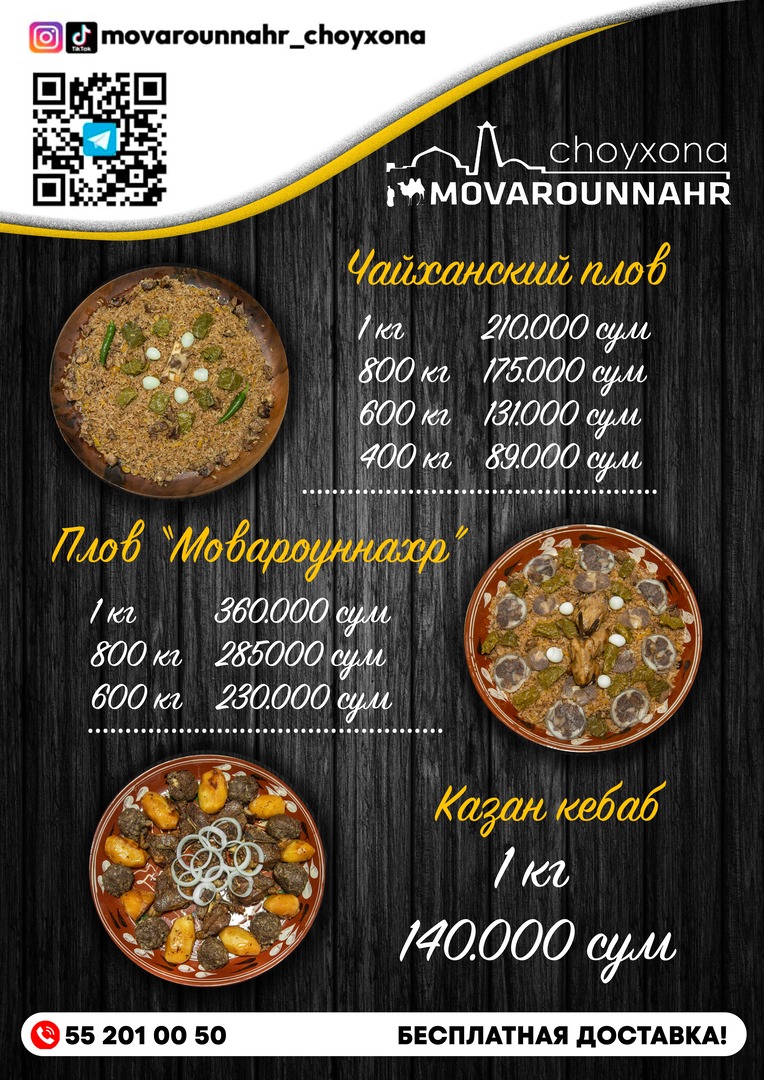 movarounnahr_choyxona
TikTok
choyxona
MOVAROUNNAHR
Чайханский плов
1 кг 210.000 сум
800 кг 175.000 сум
600 кг 131.000 сум
400 кг 89.000 сум
Плов "Мовароуннахр"
1 кг 360.000 сум
800 кг 285000 сум
600 кг 230.000 сум
Казан кебаб
1 кг
140.000 сум
55 201 00 50
БЕСПЛАТНАЯ ДОСТАВКА!